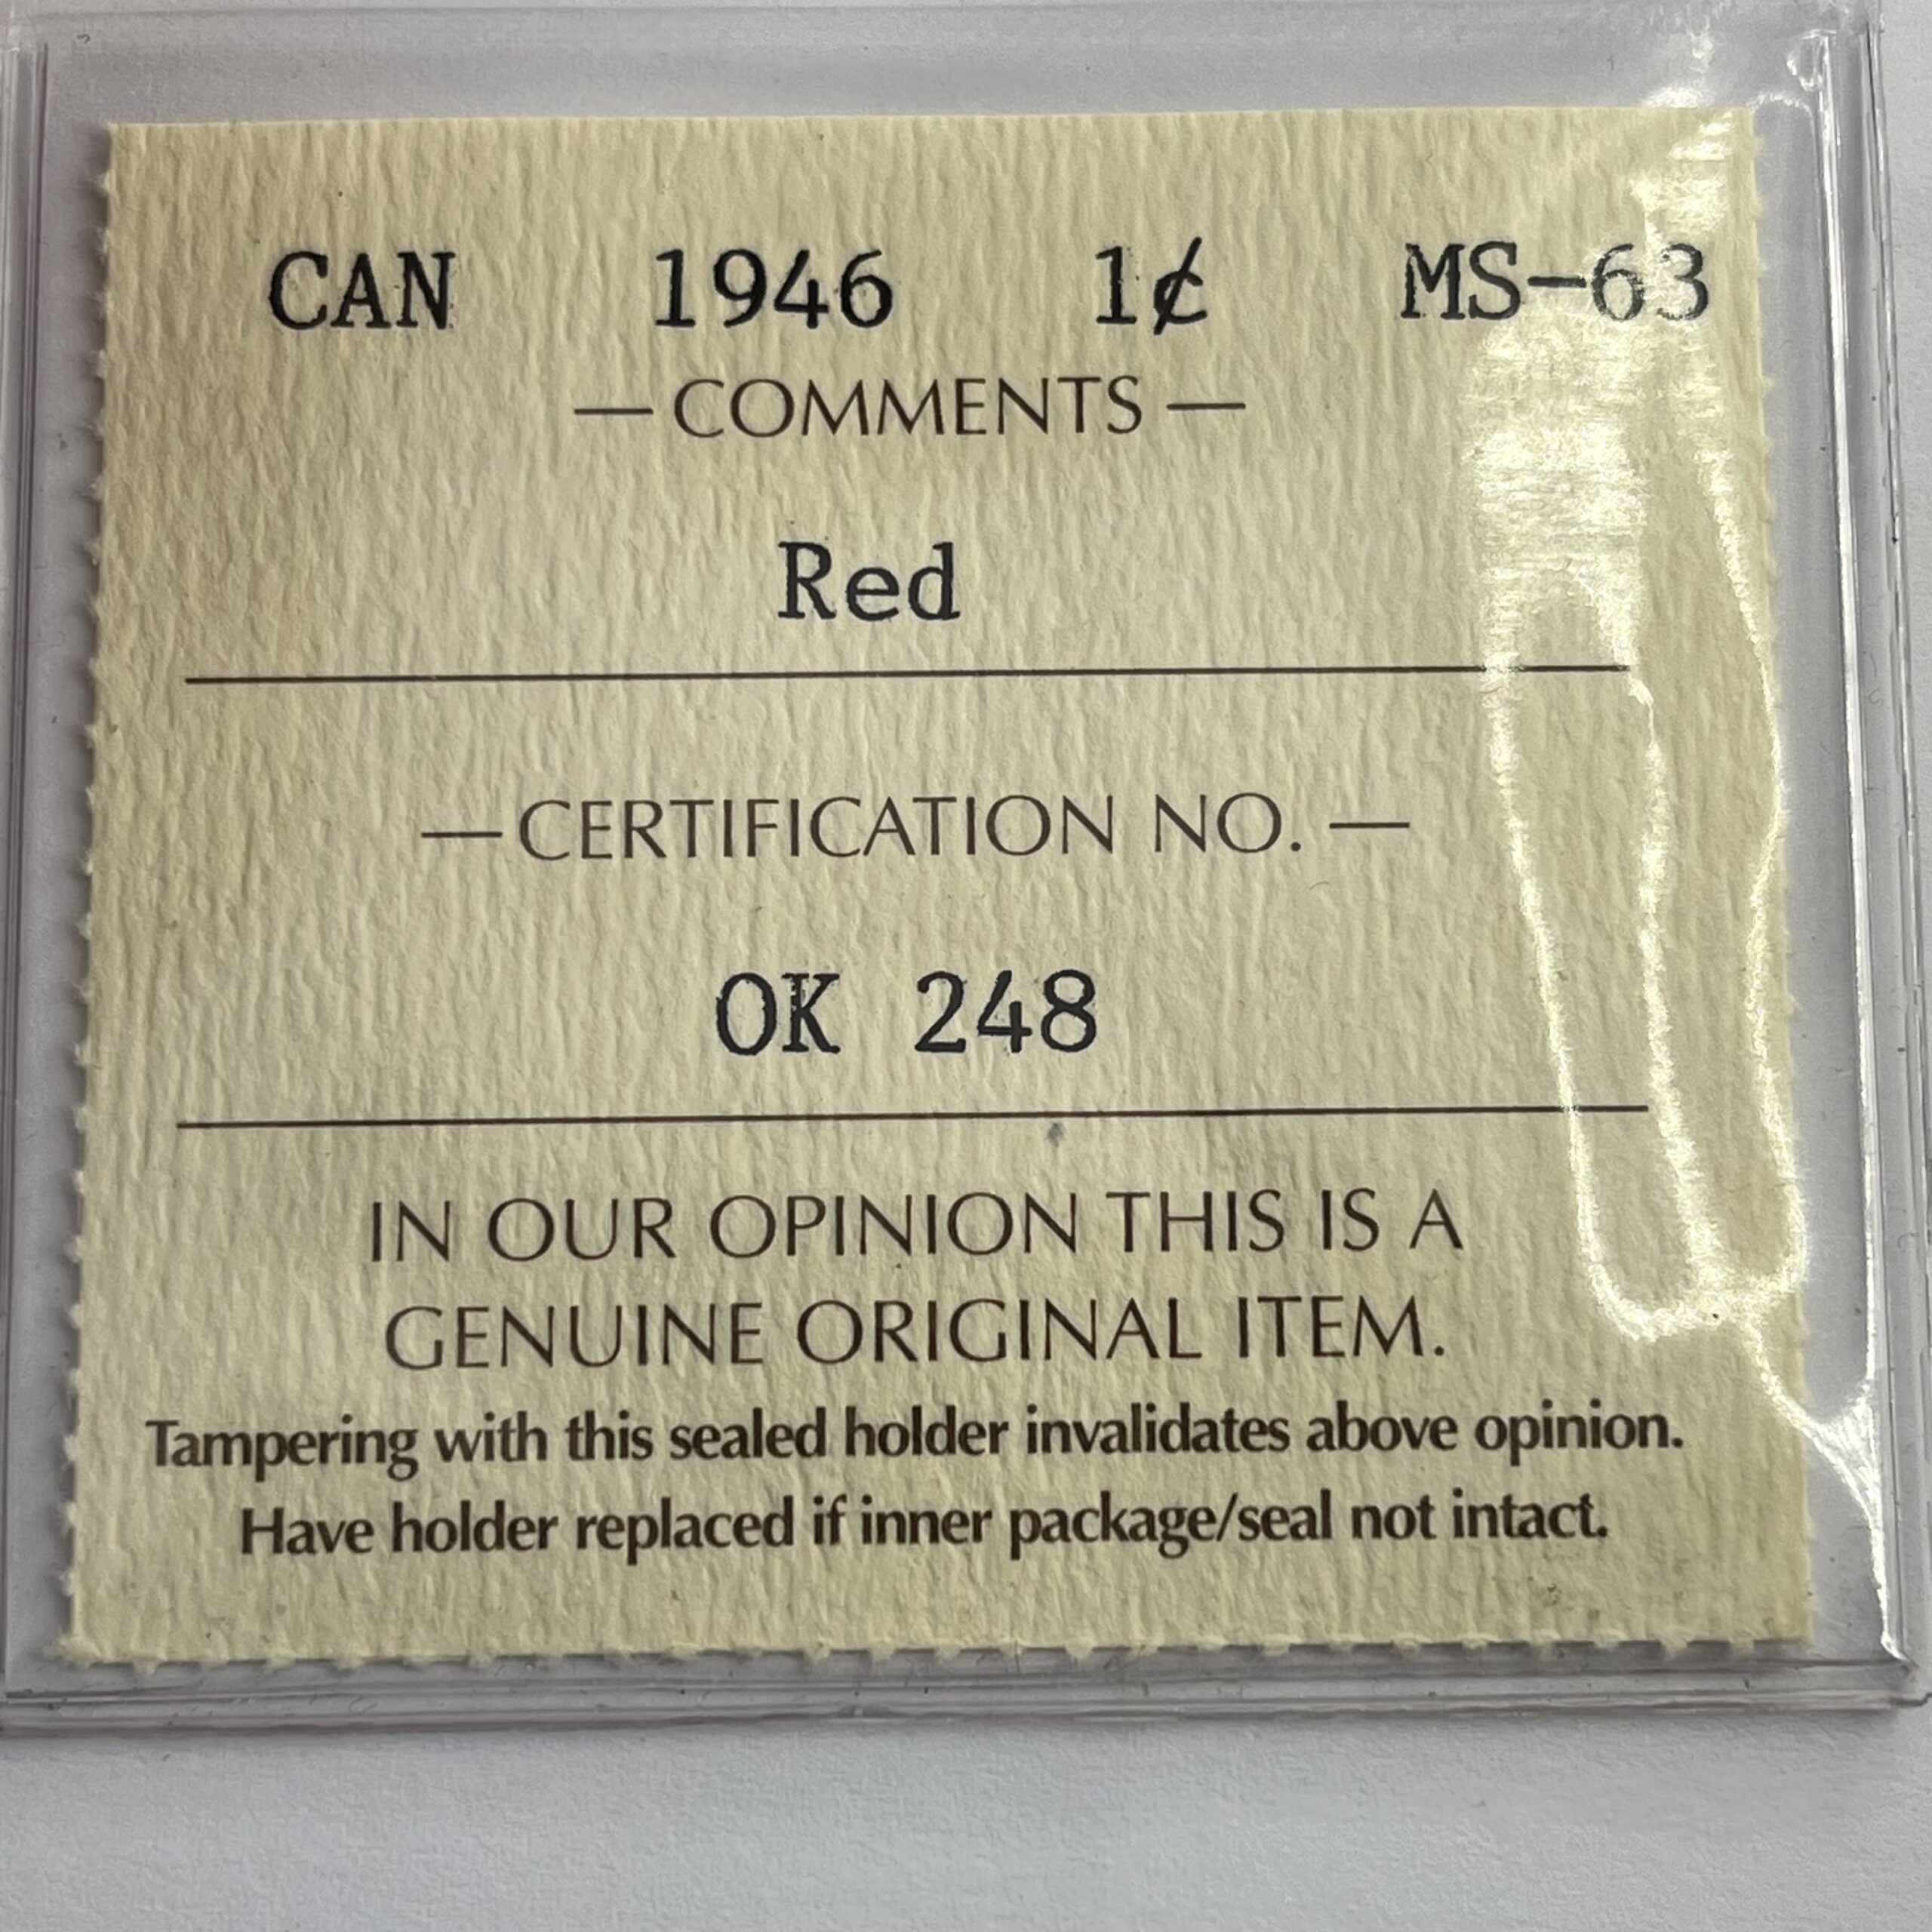 CAN 1946 1¢ MS-63
— COMMENTS —
Red
— CERTIFICATION NO. —
OK 248
IN OUR OPINION THIS IS A
GENUINE ORIGINAL ITEM.
Tampering with this sealed holder invalidates above opinion.
Have holder replaced if inner package/seal not intact.